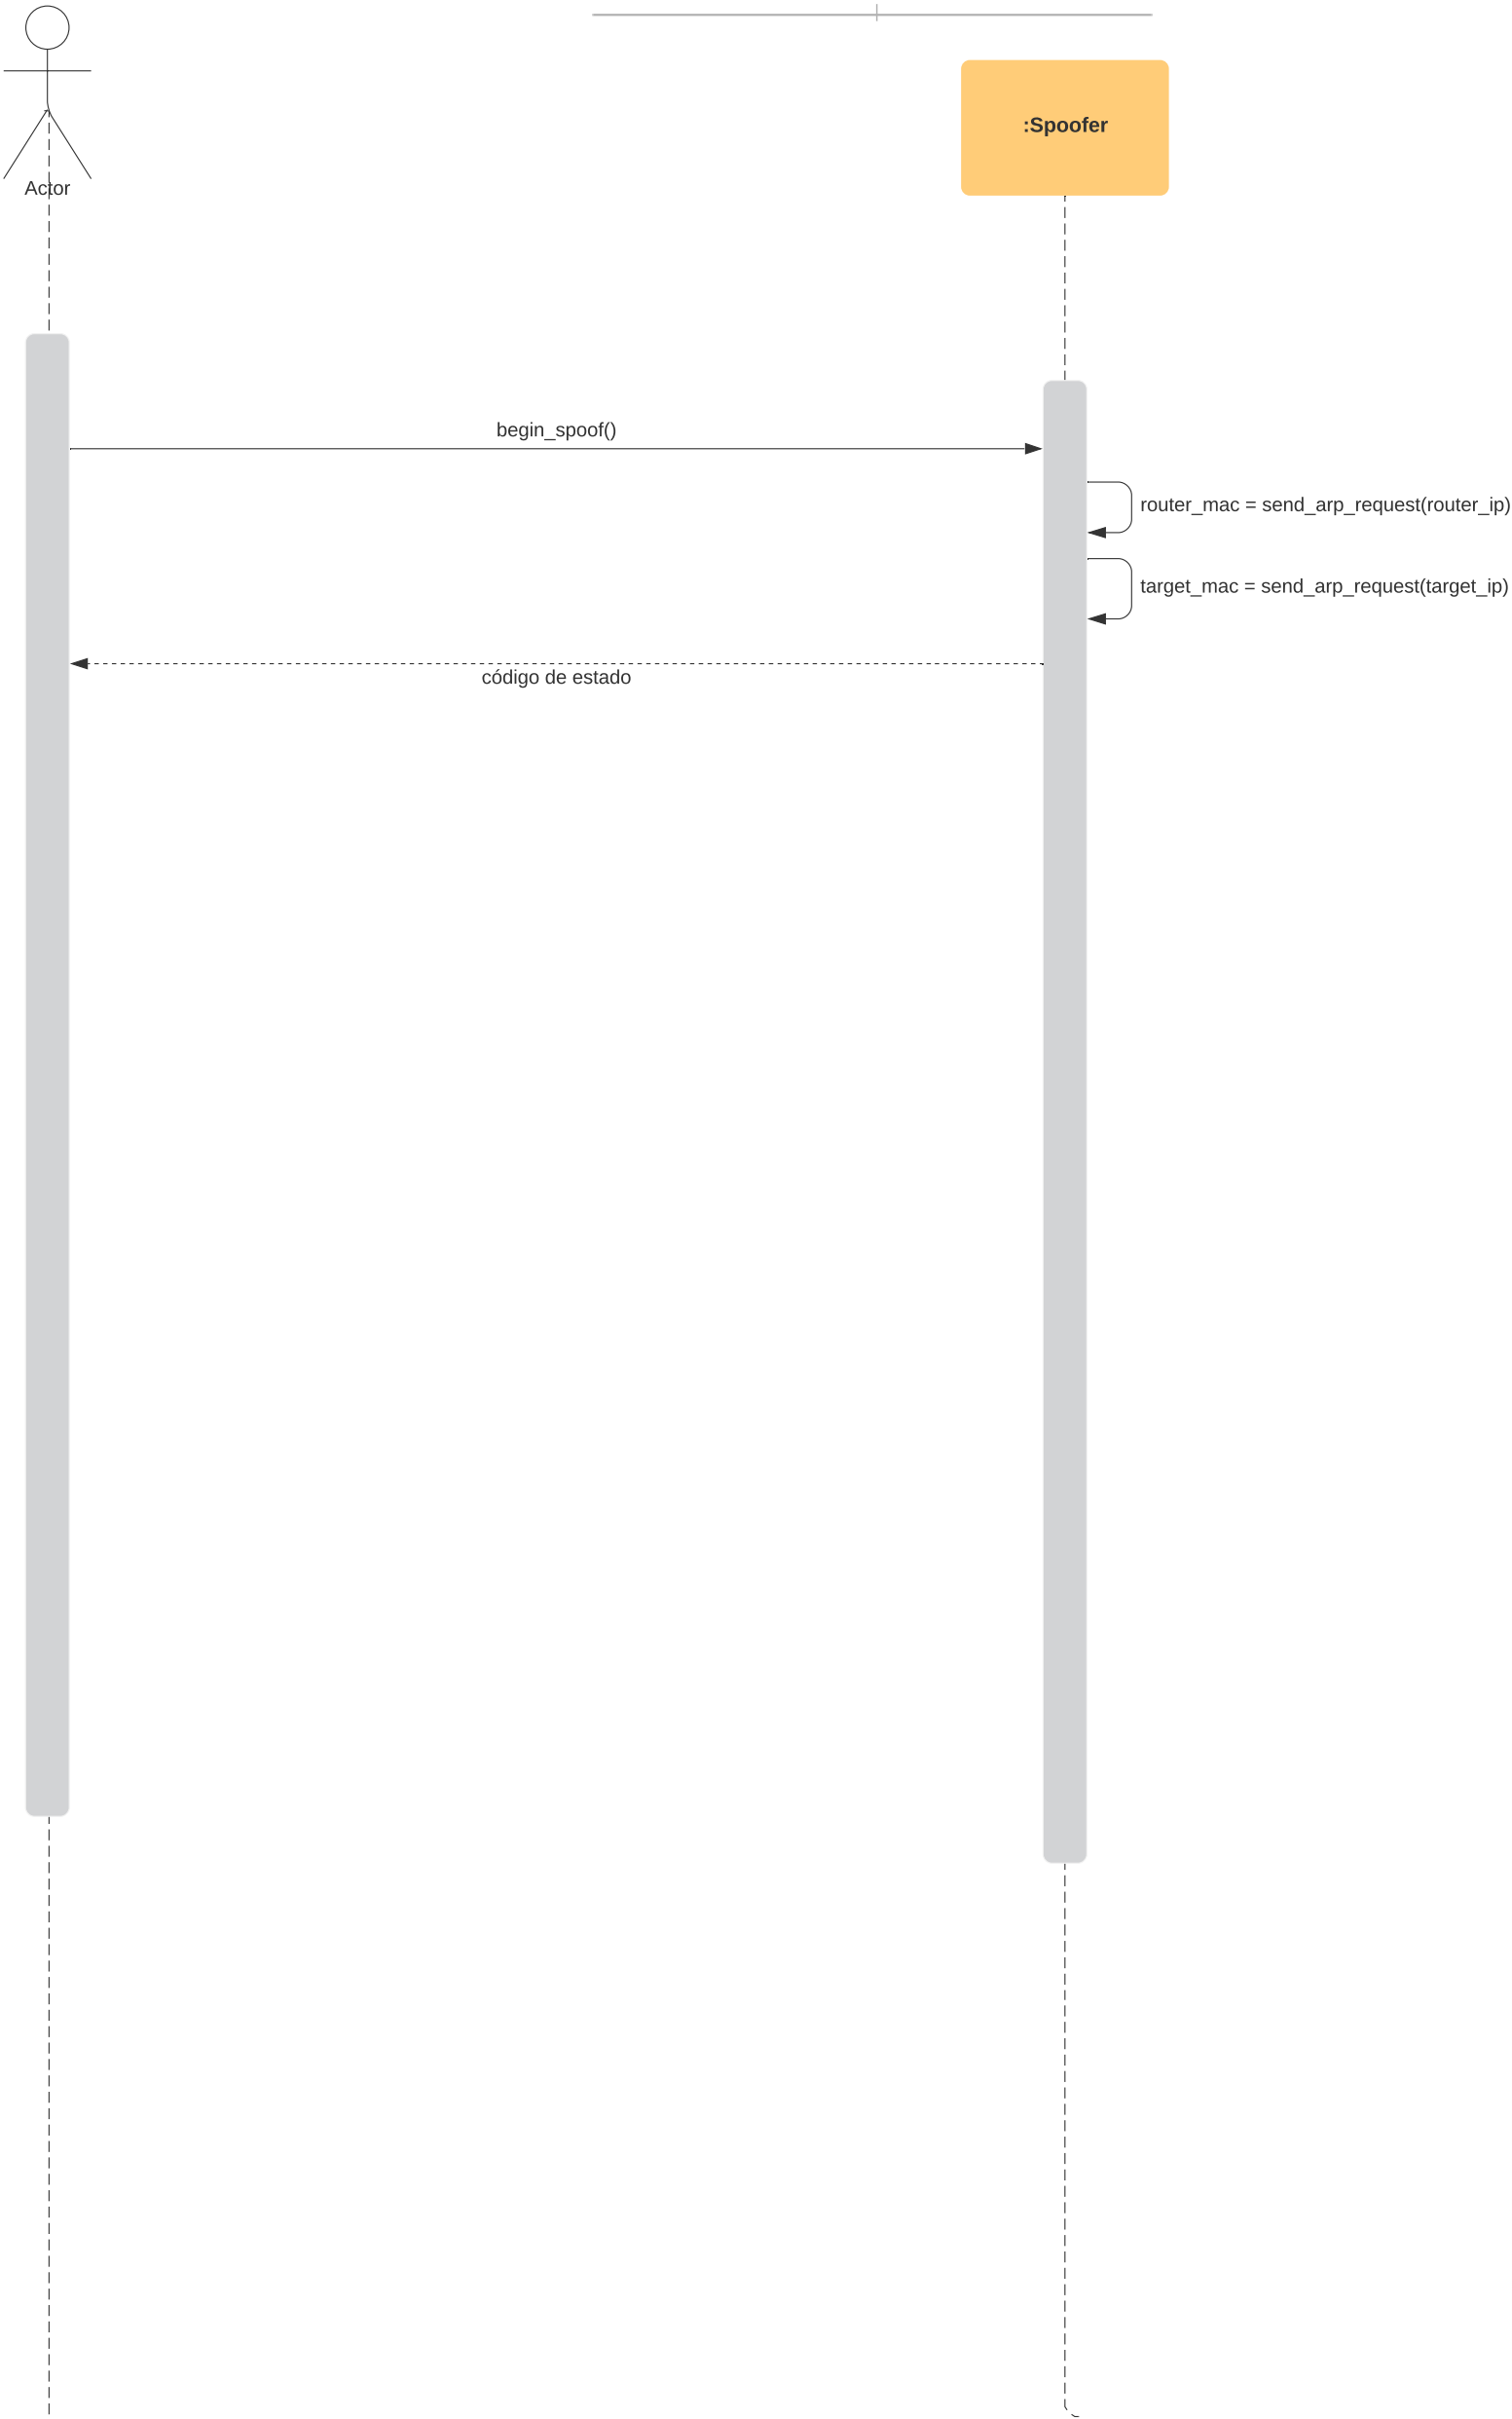 :Spoofer
Actor
begin_spoof()
router_mac = send_arp_request(router_ip)
target_mac = send_arp_request(target_ip)
código de estado